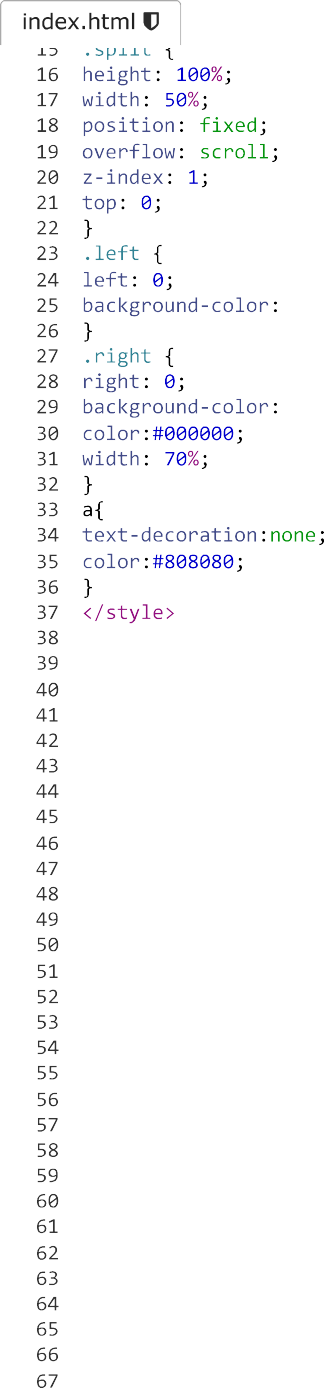 index.html
15 .split {
16 height: 100%;
17 width: 50%;
18 position: fixed;
19 overflow: scroll;
20 z-index: 1;
21 top: 0;
22 }
23 .left {
24 left: 0;
25 background-color:
26 }
27 .right {
28 right: 0;
29 background-color:
30 color:#000000;
31 width: 70%;
32 }
33 a{
34 text-decoration:none;
35 color:#808080;
36 }
37 </style>
38
39
40
41
42
43
44
45
46
47
48
49
50
51
52
53
54
55
56
57
58
59
60
61
62
63
64
65
66
67